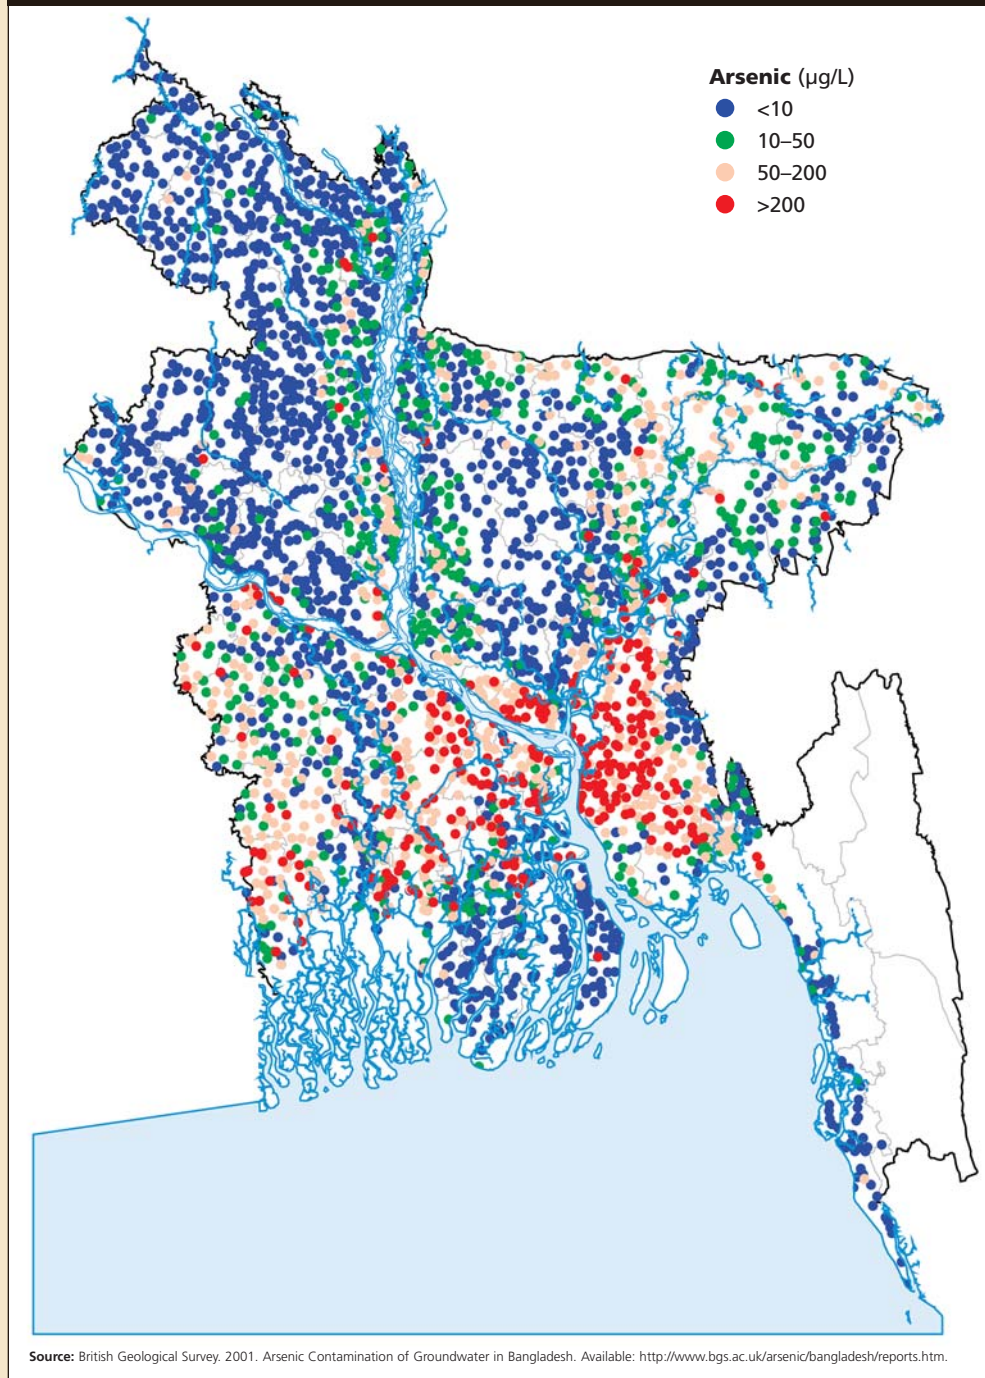 Arsenic (µg/L)
<10
10–50
50–200
>200
Source: British Geological Survey. 2001. Arsenic Contamination of Groundwater in Bangladesh. Available: http://www.bgs.ac.uk/arsenic/bangladesh/reports.htm.